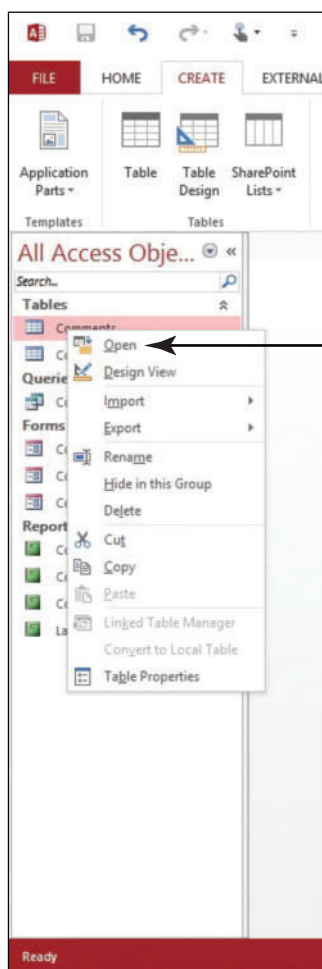 FILE HOME CREATE EXTERNAL
Application Parts
Table
Table Design
SharePoint Lists
Templates
Tables
All Access Obje...
Search...
Tables
Comments
Open
Design View
Import
Export
Rename
Hide in this Group
Delete
Cut
Copy
Paste
Linked Table Manager
Convert to Local Table
Table Properties
Forms
Ready